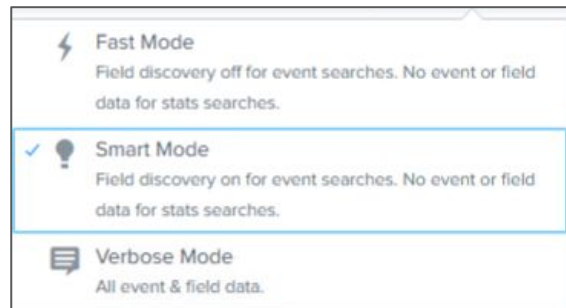 Fast Mode
Field discovery off for event searches. No event or field
data for stats searches.
Smart Mode
Field discovery on for event searches. No event or field
data for stats searches.
Verbose Mode
All event & field data.